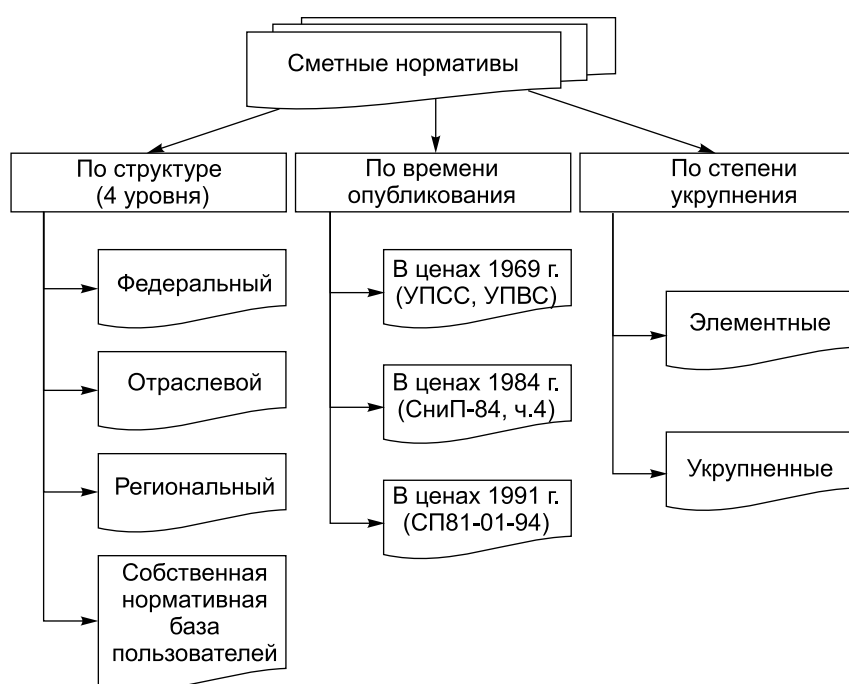 Сметные нормативы
По структуре
(4 уровня)
Федеральный
Отраслевой
Региональный
Собственная
нормативная
база
пользователей
По времени
опубликования
В ценах 1969 г.
(УПСС, УПВС)
В ценах 1984 г.
(СниП-84, ч.4)
В ценах 1991 г.
(СП81-01-94)
По степени
укрупнения
Элементные
Укрупненные